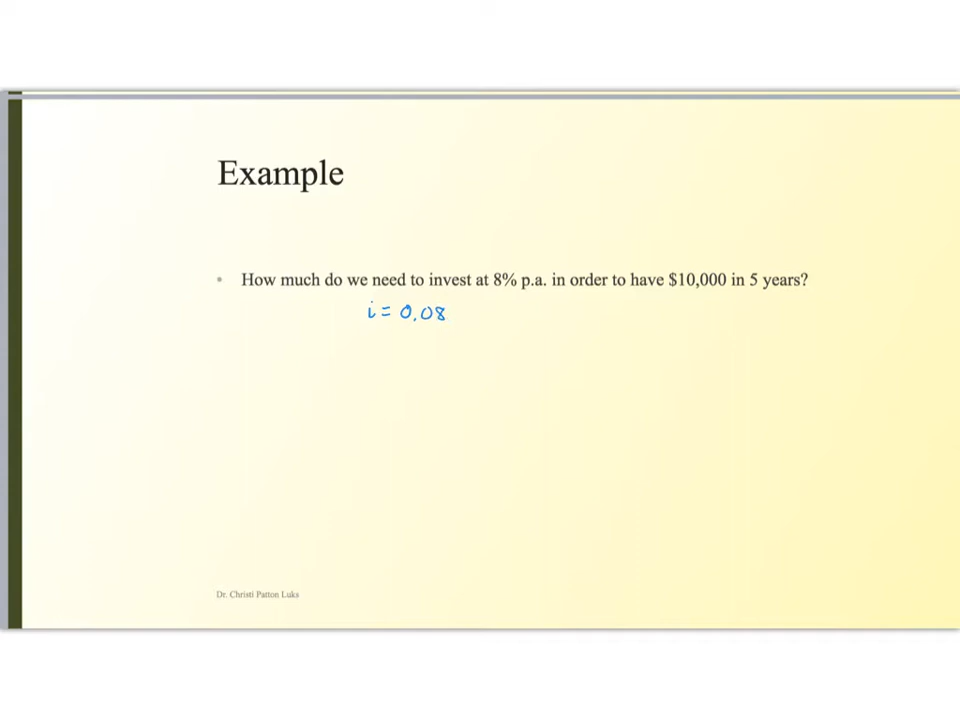 Example
• How much do we need to invest at 8% p.a. in order to have $10,000 in 5 years?
i = 0.08
Dr. Christi Patton Luks